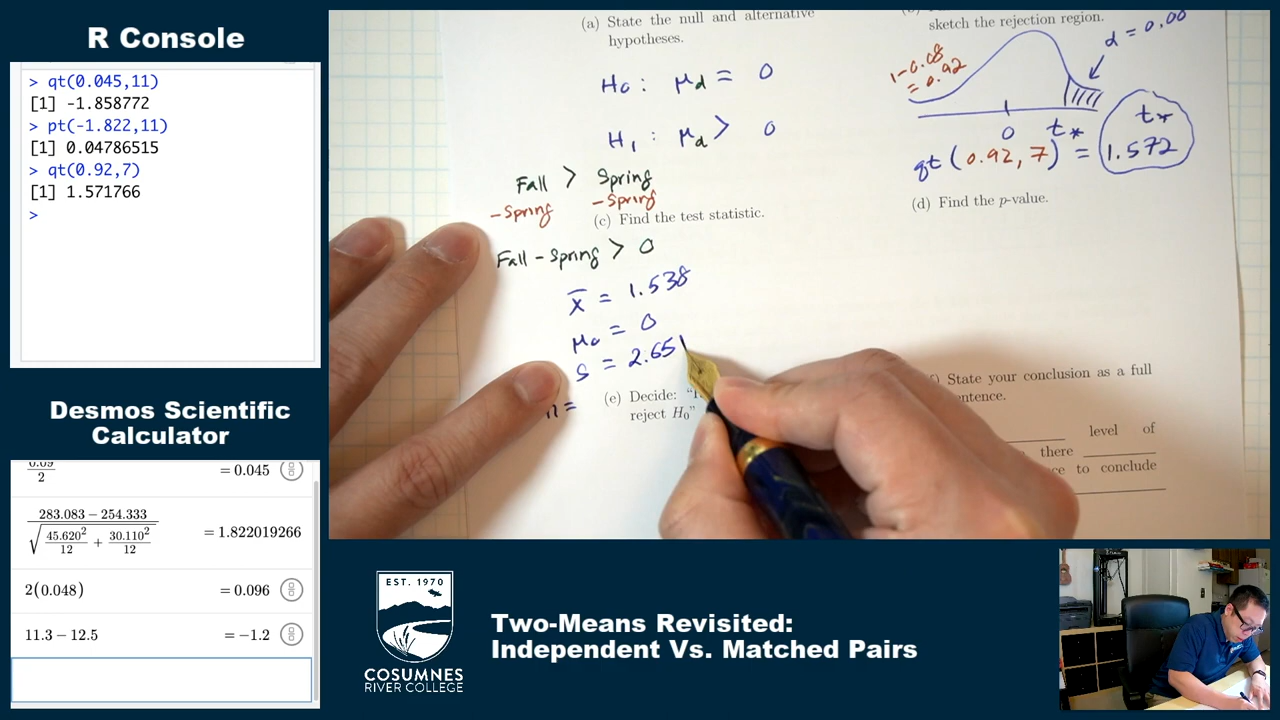 R Console
> qt(0.045,11)
[1] -1.858772
> pt(-1.822,11)
[1] 0.04786515
> qt(0.92,7)
[1] 1.571766
>
Desmos Scientific
Calculator
0.09
2
= 0.045
283.083 − 254.333
√ 45.620² / 12 + 30.110² / 12
= 1.822019266
2(0.048)
= 0.096
11.3 − 12.5
= −1.2
(a) State the null and alternative
hypotheses.
H₀ : μd = 0
H₁ : μd > 0
Fall > Spring
-Spring -Spring
(c) Find the test statistic.
Fall - Spring > 0
x̄ = 1.538
μ₀ = 0
s = 2.65
n =
(e) Decide:
reject H₀”
sketch the rejection region.
1-0.08
= 0.92
0 t*
qt(0.92, 7) = 1.572
t*
(d) Find the p-value.
State your conclusion as a full
level of
there
to conclude
EST. 1970
COSUMNES
RIVER COLLEGE
Two-Means Revisited:
Independent Vs. Matched Pairs